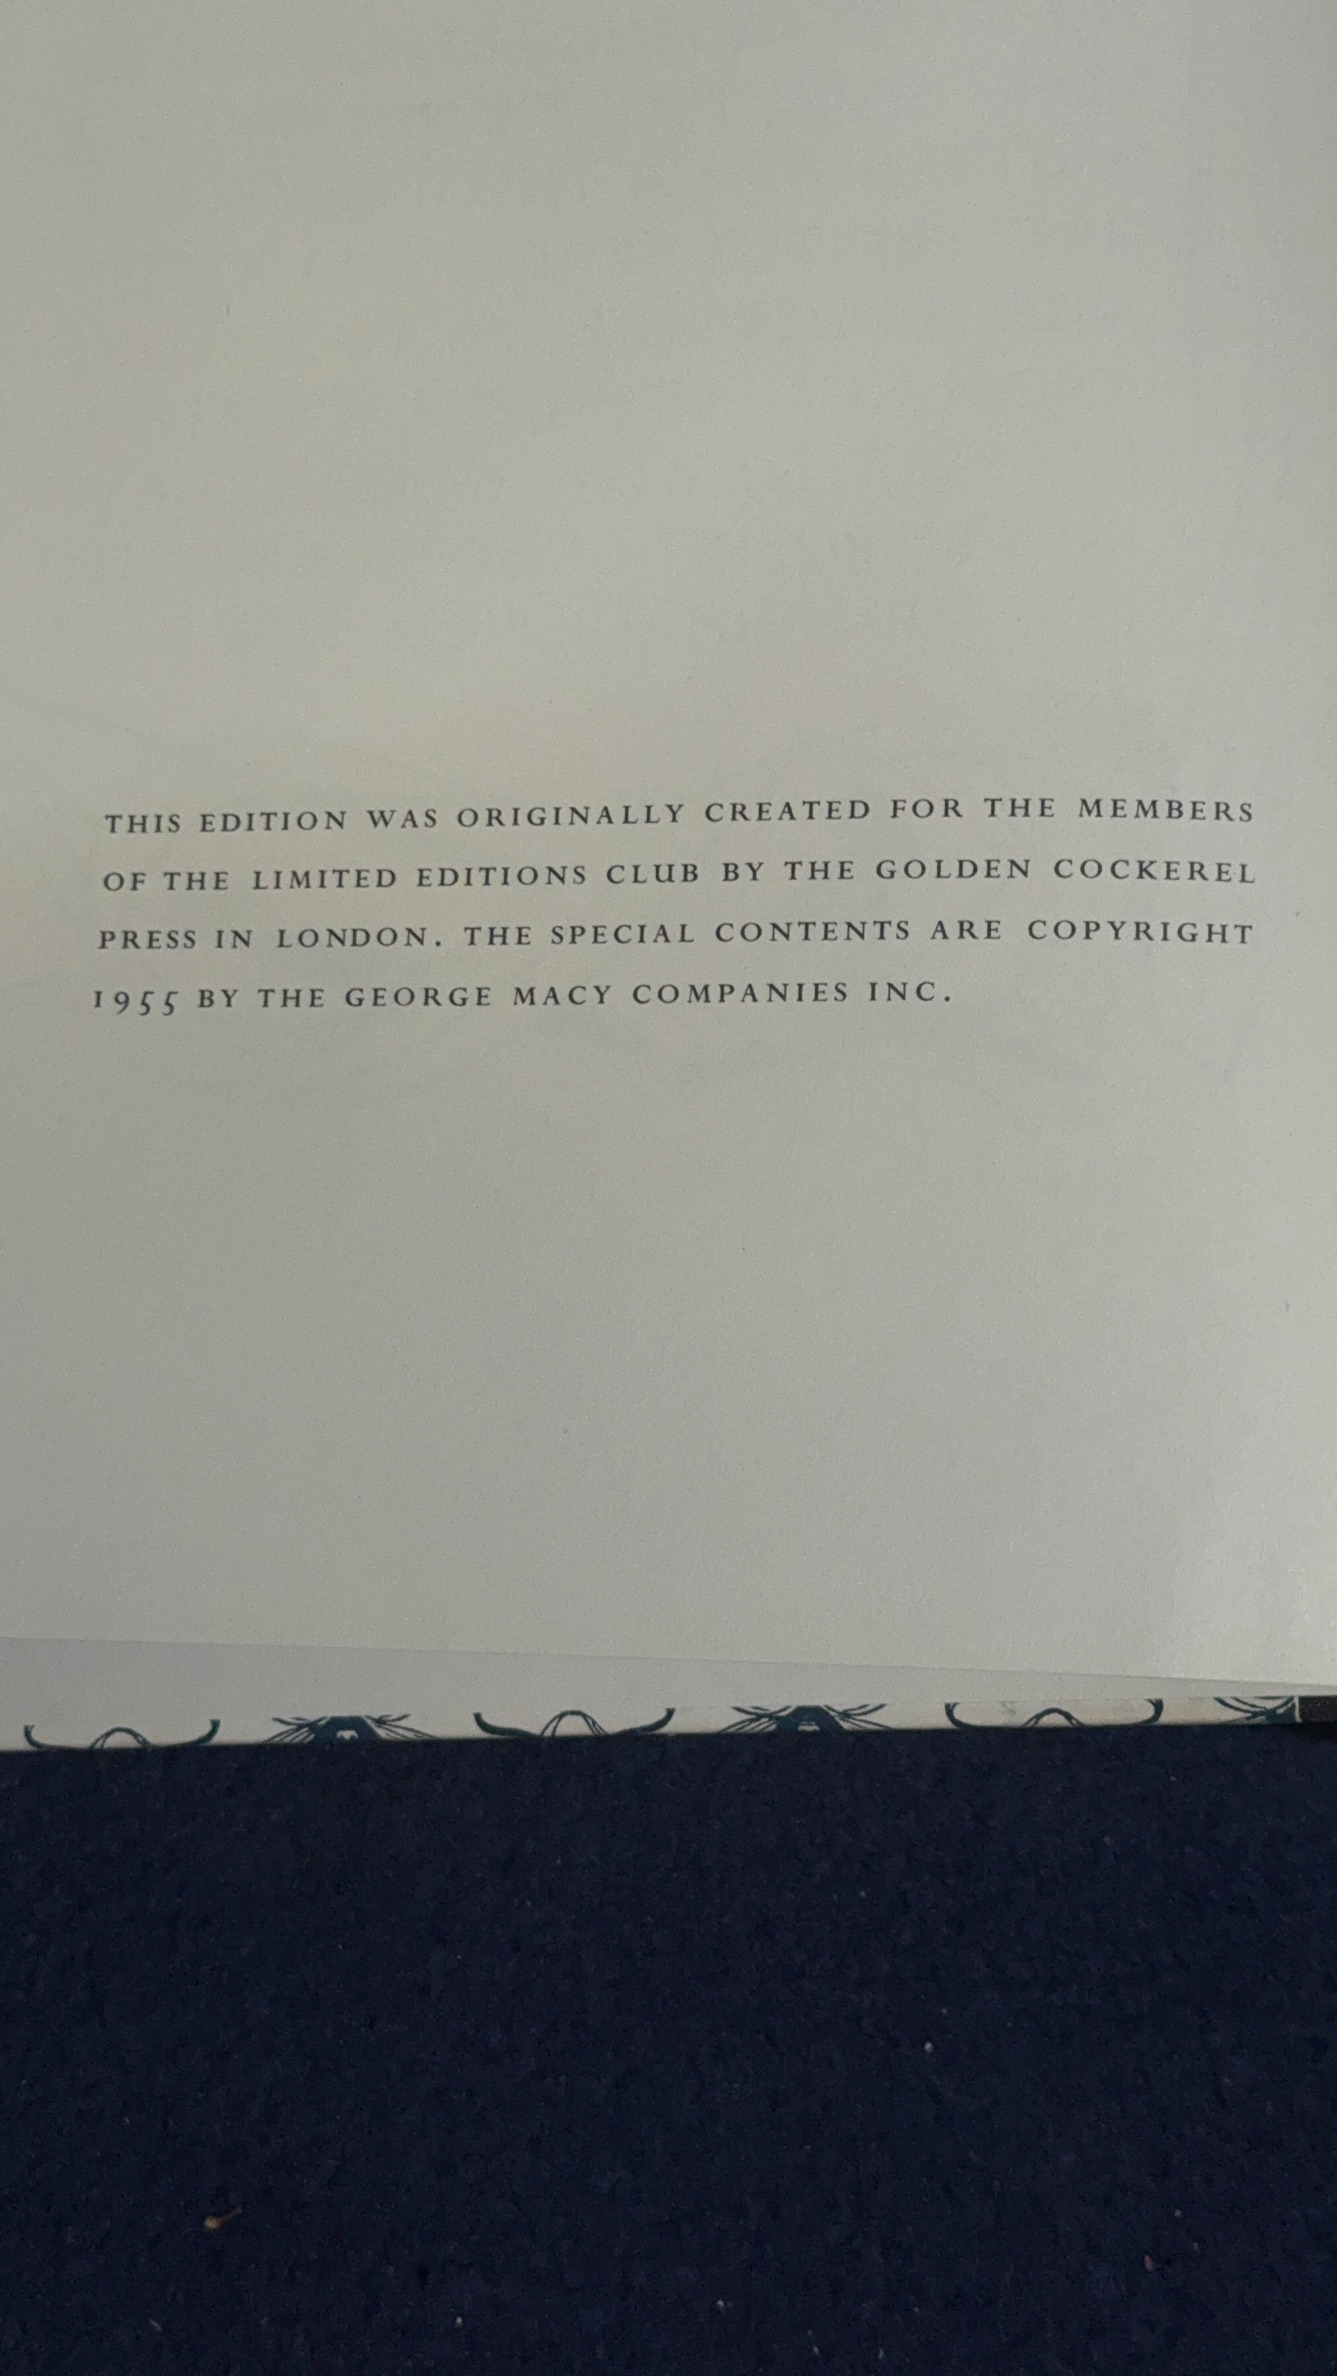 THIS EDITION WAS ORIGINALLY CREATED FOR THE MEMBERS
OF THE LIMITED EDITIONS CLUB BY THE GOLDEN COCKEREL
PRESS IN LONDON. THE SPECIAL CONTENTS ARE COPYRIGHT
1955 BY THE GEORGE MACY COMPANIES INC.